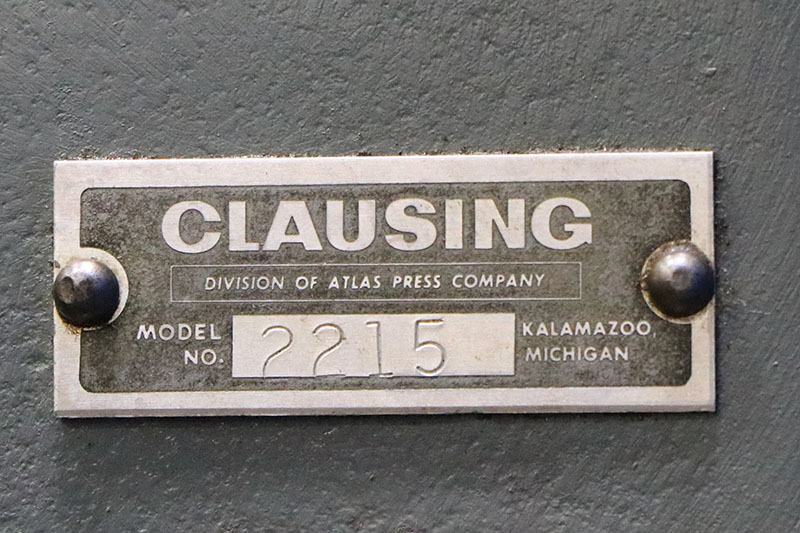 CLAUSING
DIVISION OF ATLAS PRESS COMPANY
MODEL NO. 2215
KALAMAZOO, MICHIGAN